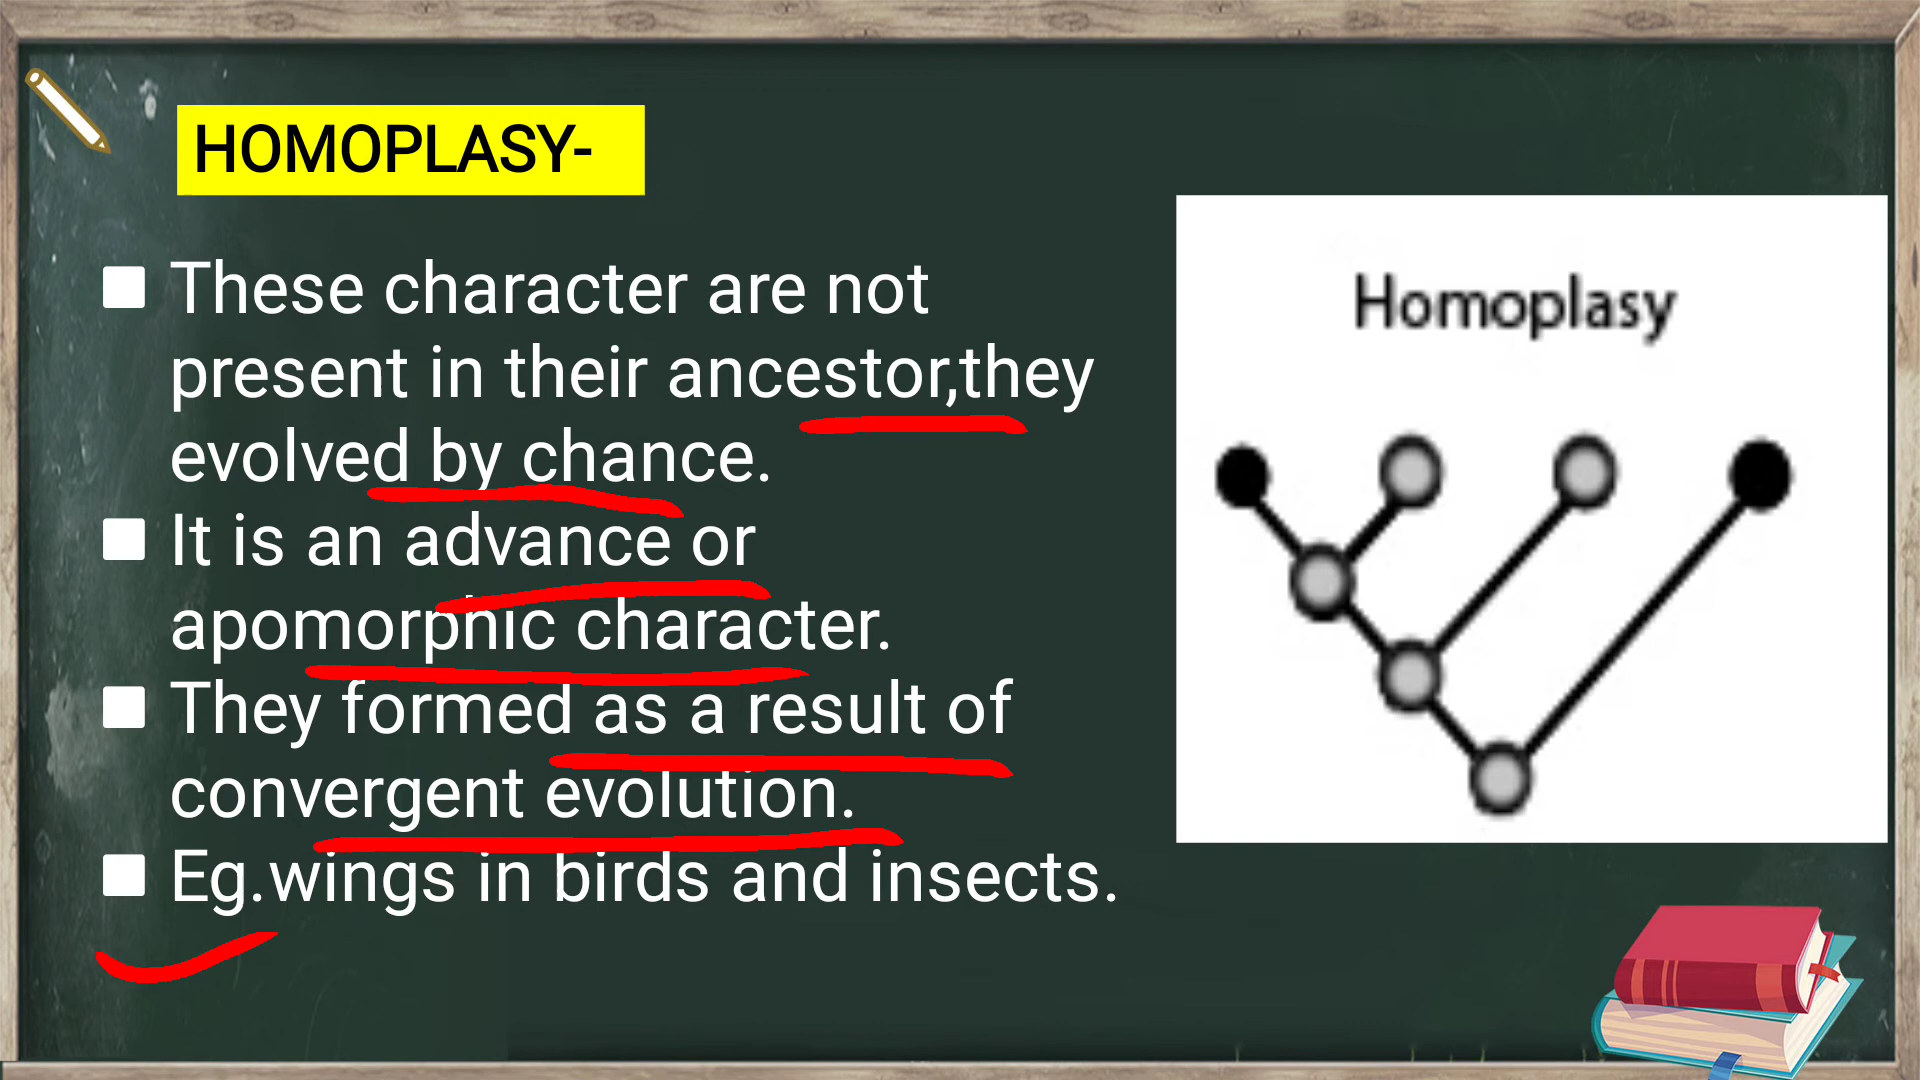 HOMOPLASY-
These character are not
present in their ancestor,they
evolved by chance.
It is an advance or
apomorphic character.
They formed as a result of
convergent evolution.
Eg.wings in birds and insects.
Homoplasy